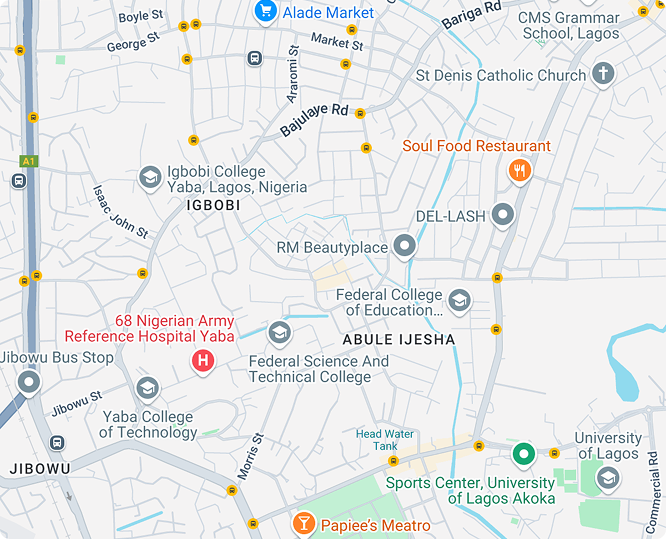 Boyle St
Alade Market
Bariga Rd
CMS Grammar
School, Lagos
George St
Market St
St Denis Catholic Church
Araromi St
Bajulaye Rd
Soul Food Restaurant
A1
Igbobi College
Yaba, Lagos, Nigeria
IGBOBI
Isaac John St
DEL-LASH
RM Beautyplace
Federal College
of Education...
68 Nigerian Army
Reference Hospital Yaba
ABULE IJESHA
Jibowu Bus Stop
Federal Science And
Technical College
Jibowu St
Yaba College
of Technology
Head Water
Tank
Morris St
University
of Lagos
JIBOWU
Sports Center, University
of Lagos Akoka
Commercial Rd
Papiee's Meatro
H